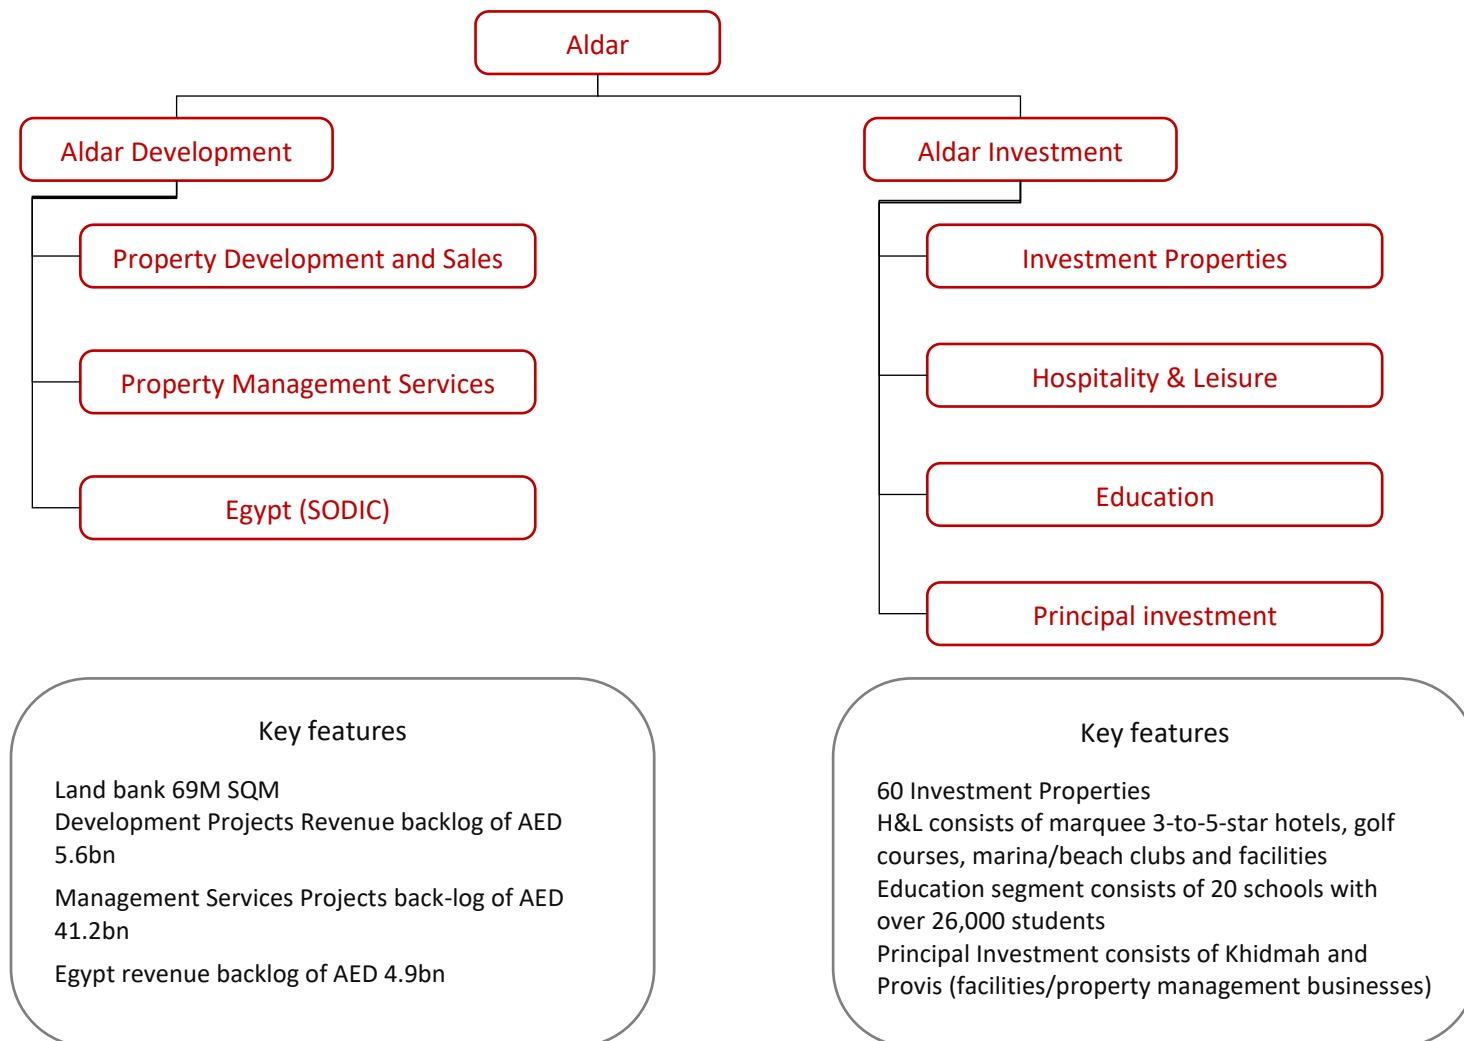 Aldar
Aldar Development
Aldar Investment
Property Development and Sales
Property Management Services
Egypt (SODIC)
Investment Properties
Hospitality & Leisure
Education
Principal investment
Key features
Land bank 69M SQM
Development Projects Revenue backlog of AED
5.6bn
Management Services Projects back-log of AED
41.2bn
Egypt revenue backlog of AED 4.9bn
Key features
60 Investment Properties
H&L consists of marquee 3-to-5-star hotels, golf
courses, marina/beach clubs and facilities
Education segment consists of 20 schools with
over 26,000 students
Principal Investment consists of Khidmah and
Provis (facilities/property management businesses)